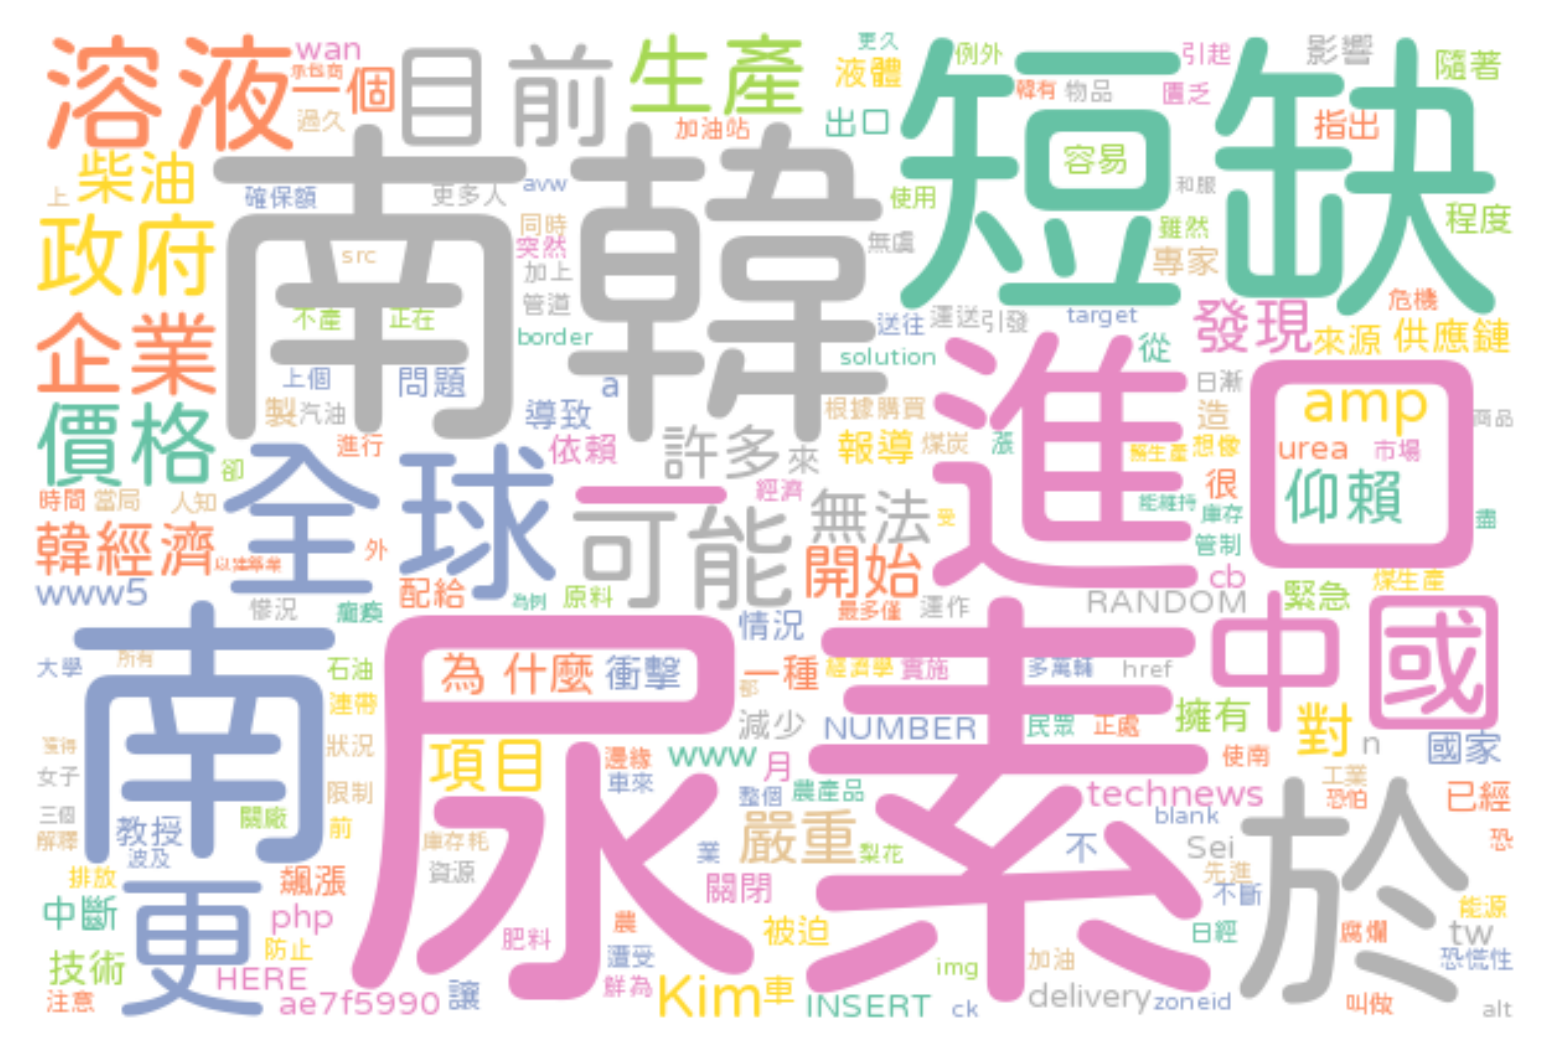 溶液
wan
承包商
一個
過久
目前
生產
加油站
更久
液體
出口
短缺
例外
韓有
物品
引起
匱乏
影響
隨著
指出
容易
和服
柴油
上
確保額
更多人
avw
使用
雖然
專家
程度
政府
南韓
src
同時
突然
加上
管道
無虞
不產
正在
border
送往
運送
引發
target
solution
發現
危機
來源
供應鏈
從
企業
上個
問題
a
製
汽油
導致
根據
購買
日漸
造
進口
amp
商品
價格
卻
進行
依賴
許多
來
報導
煤炭
漲
想像
urea
市場
仰賴
很
時間
當局
人知
全球
可能
經濟
無法
受
能維持
庫存
盡
韓經濟
外
開始
管制
cb
煤生產
www5
慘況
癱瘓
配給
為例
原料
最多僅
運作
RANDOM
緊急
中國
大學
所有
石油
南
尿素
情況
為
什麼
衝擊
一種
經濟學
實施
多萬輛
href
連帶
減少
NUMBER
民眾
正處
擁有
對
n
國家
狀況
女子
限制
項目
邊緣
車來
www
月
整個
農產品
technews
使南
工業
恐怕
已經
三個
解釋
教授
波及
關廠
前
庫存耗
資源
嚴重
業
梨花
不
blank
Sei
先進
不斷
於
恐
排放
飆漲
更
中斷
php
關閉
農
肥料
被迫
日經
腐爛
能源
tw
技術
防止
HERE
遭受
鮮為
img
加油
恐慌性
注意
ae7f5990
讓
Kim
車
INSERT
ck
delivery
zoneid
叫做
alt